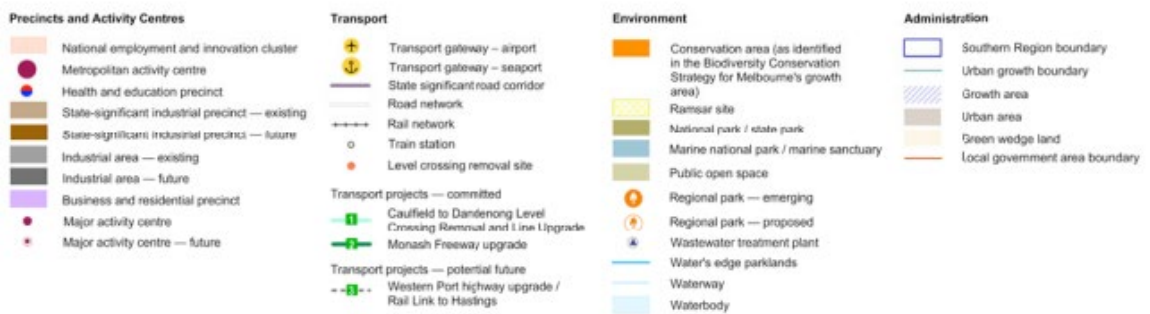 Precincts and Activity Centres
National employment and innovation cluster
Metropolitan activity centre
Health and education precinct
State-significant industrial precinct — existing
State-significant industrial precinct — future
Industrial area — existing
Industrial area — future
Business and residential precinct
Major activity centre
Major activity centre — future
Transport
Transport gateway – airport
Transport gateway – seaport
State significant road corridor
Road network
Rail network
Train station
Level crossing removal site
Transport projects — committed
1 Caulfield to Dandenong Level
Crossing Removal and Line Upgrade
2 Monash Freeway upgrade
Transport projects — potential future
3 Western Port highway upgrade /
Rail Link to Hastings
Environment
Conservation area (as identified
in the Biodiversity Conservation
Strategy for Melbourne's growth
area)
Ramsar site
National park / state park
Marine national park / marine sanctuary
Public open space
Regional park — emerging
Regional park — proposed
Wastewater treatment plant
Water's edge parklands
Waterway
Waterbody
Administration
Southern Region boundary
Urban growth boundary
Growth area
Urban area
Green wedge land
Local government area boundary